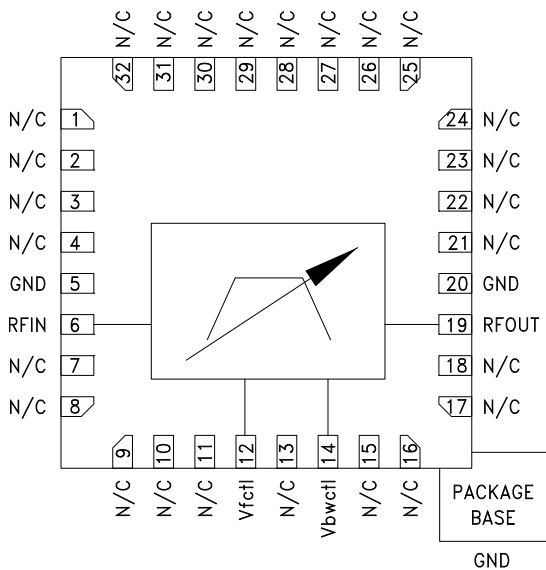 N/C N/C N/C N/C N/C N/C N/C N/C
32 31 30 29 28 27 26 25
N/C 1
N/C 2
N/C 3
N/C 4
GND 5
RFIN 6
N/C 7
N/C 8
24 N/C
23 N/C
22 N/C
21 N/C
20 GND
19 RFOUT
18 N/C
17 N/C
9 10 11 12 13 14 15 16
N/C N/C N/C Vfctl N/C Vbwctl N/C N/C
PACKAGE
BASE
GND